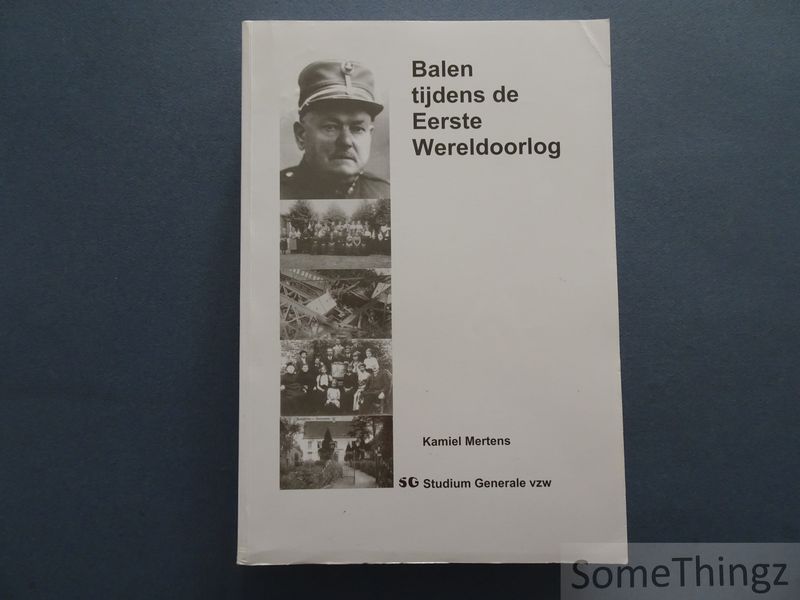 Balen
tijdens de
Eerste
Wereldoorlog
Kamiel Mertens
SG Studium Generale vzw
SomeThingz